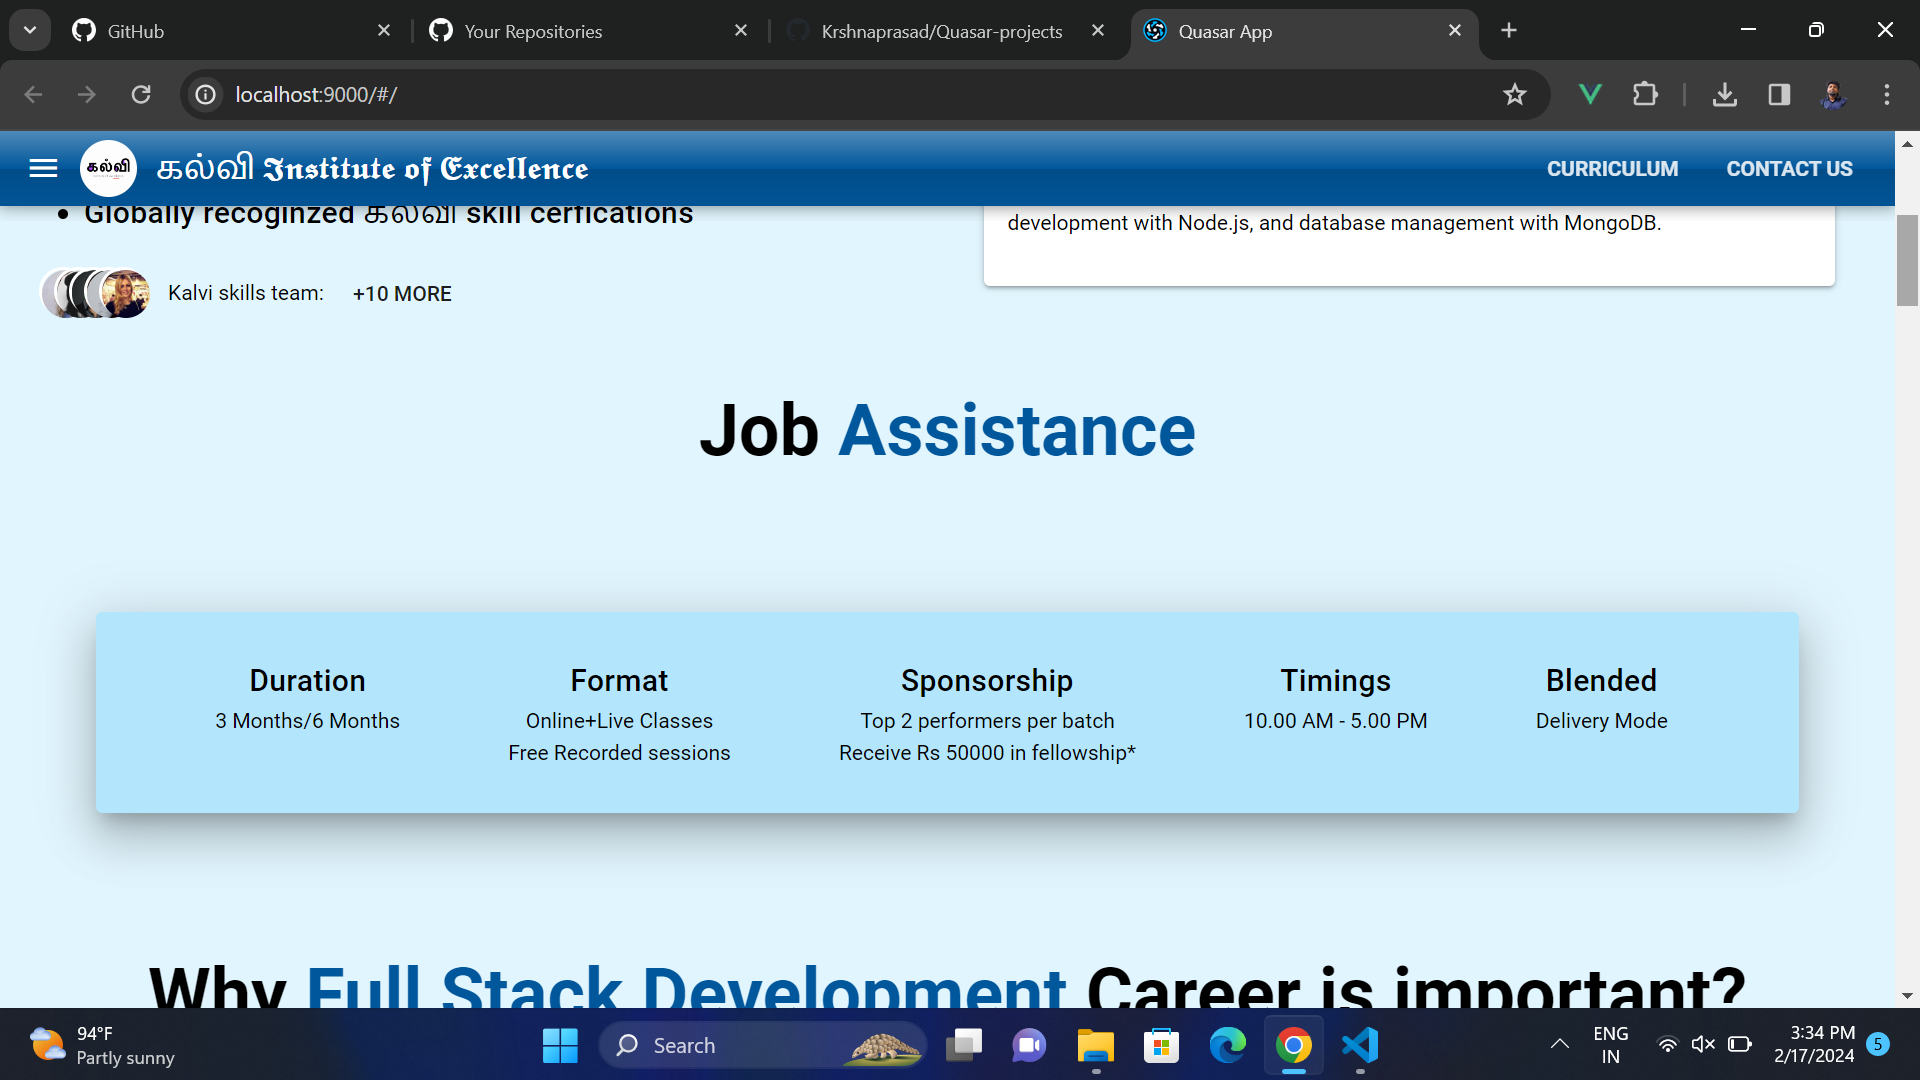 GitHub
Your Repositories
Krshnaprasad/Quasar-projects
Quasar App
localhost:9000/#/
கல்வி
கல்வி Institute of Excellence
CURRICULUM
CONTACT US
Globally recoginzed கல்வி skill cerfications
development with Node.js, and database management with MongoDB.
Kalvi skills team:
+10 MORE
Job Assistance
Duration
3 Months/6 Months
Format
Online+Live Classes
Free Recorded sessions
Sponsorship
Top 2 performers per batch
Receive Rs 50000 in fellowship*
Timings
10.00 AM - 5.00 PM
Blended
Delivery Mode
Why Full Stack Development Career is important?
94°F
Partly sunny
Search
ENG
IN
3:34 PM
2/17/2024
5